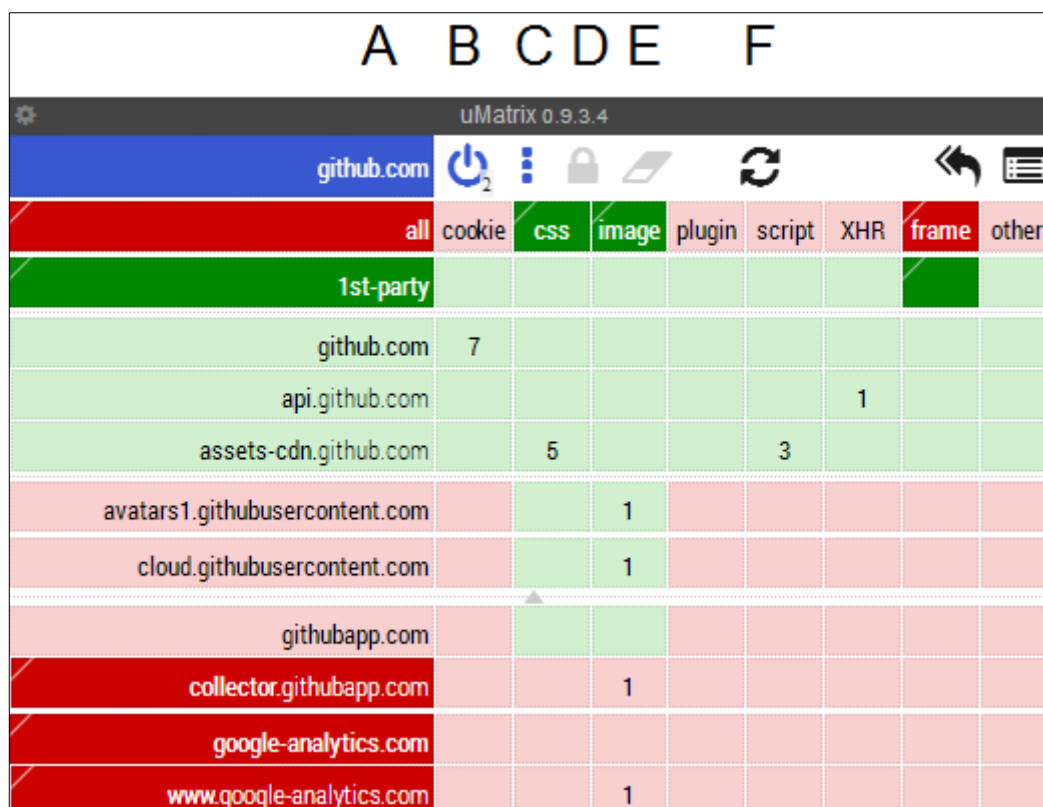 A B C D E F
uMatrix 0.9.3.4
github.com 2
all cookie css image plugin script XHR frame other
1st-party
github.com 7
api.github.com 1
assets-cdn.github.com 5 3
avatars1.githubusercontent.com 1
cloud.githubusercontent.com 1
githubapp.com
collector.githubapp.com 1
google-analytics.com
www.google-analytics.com 1